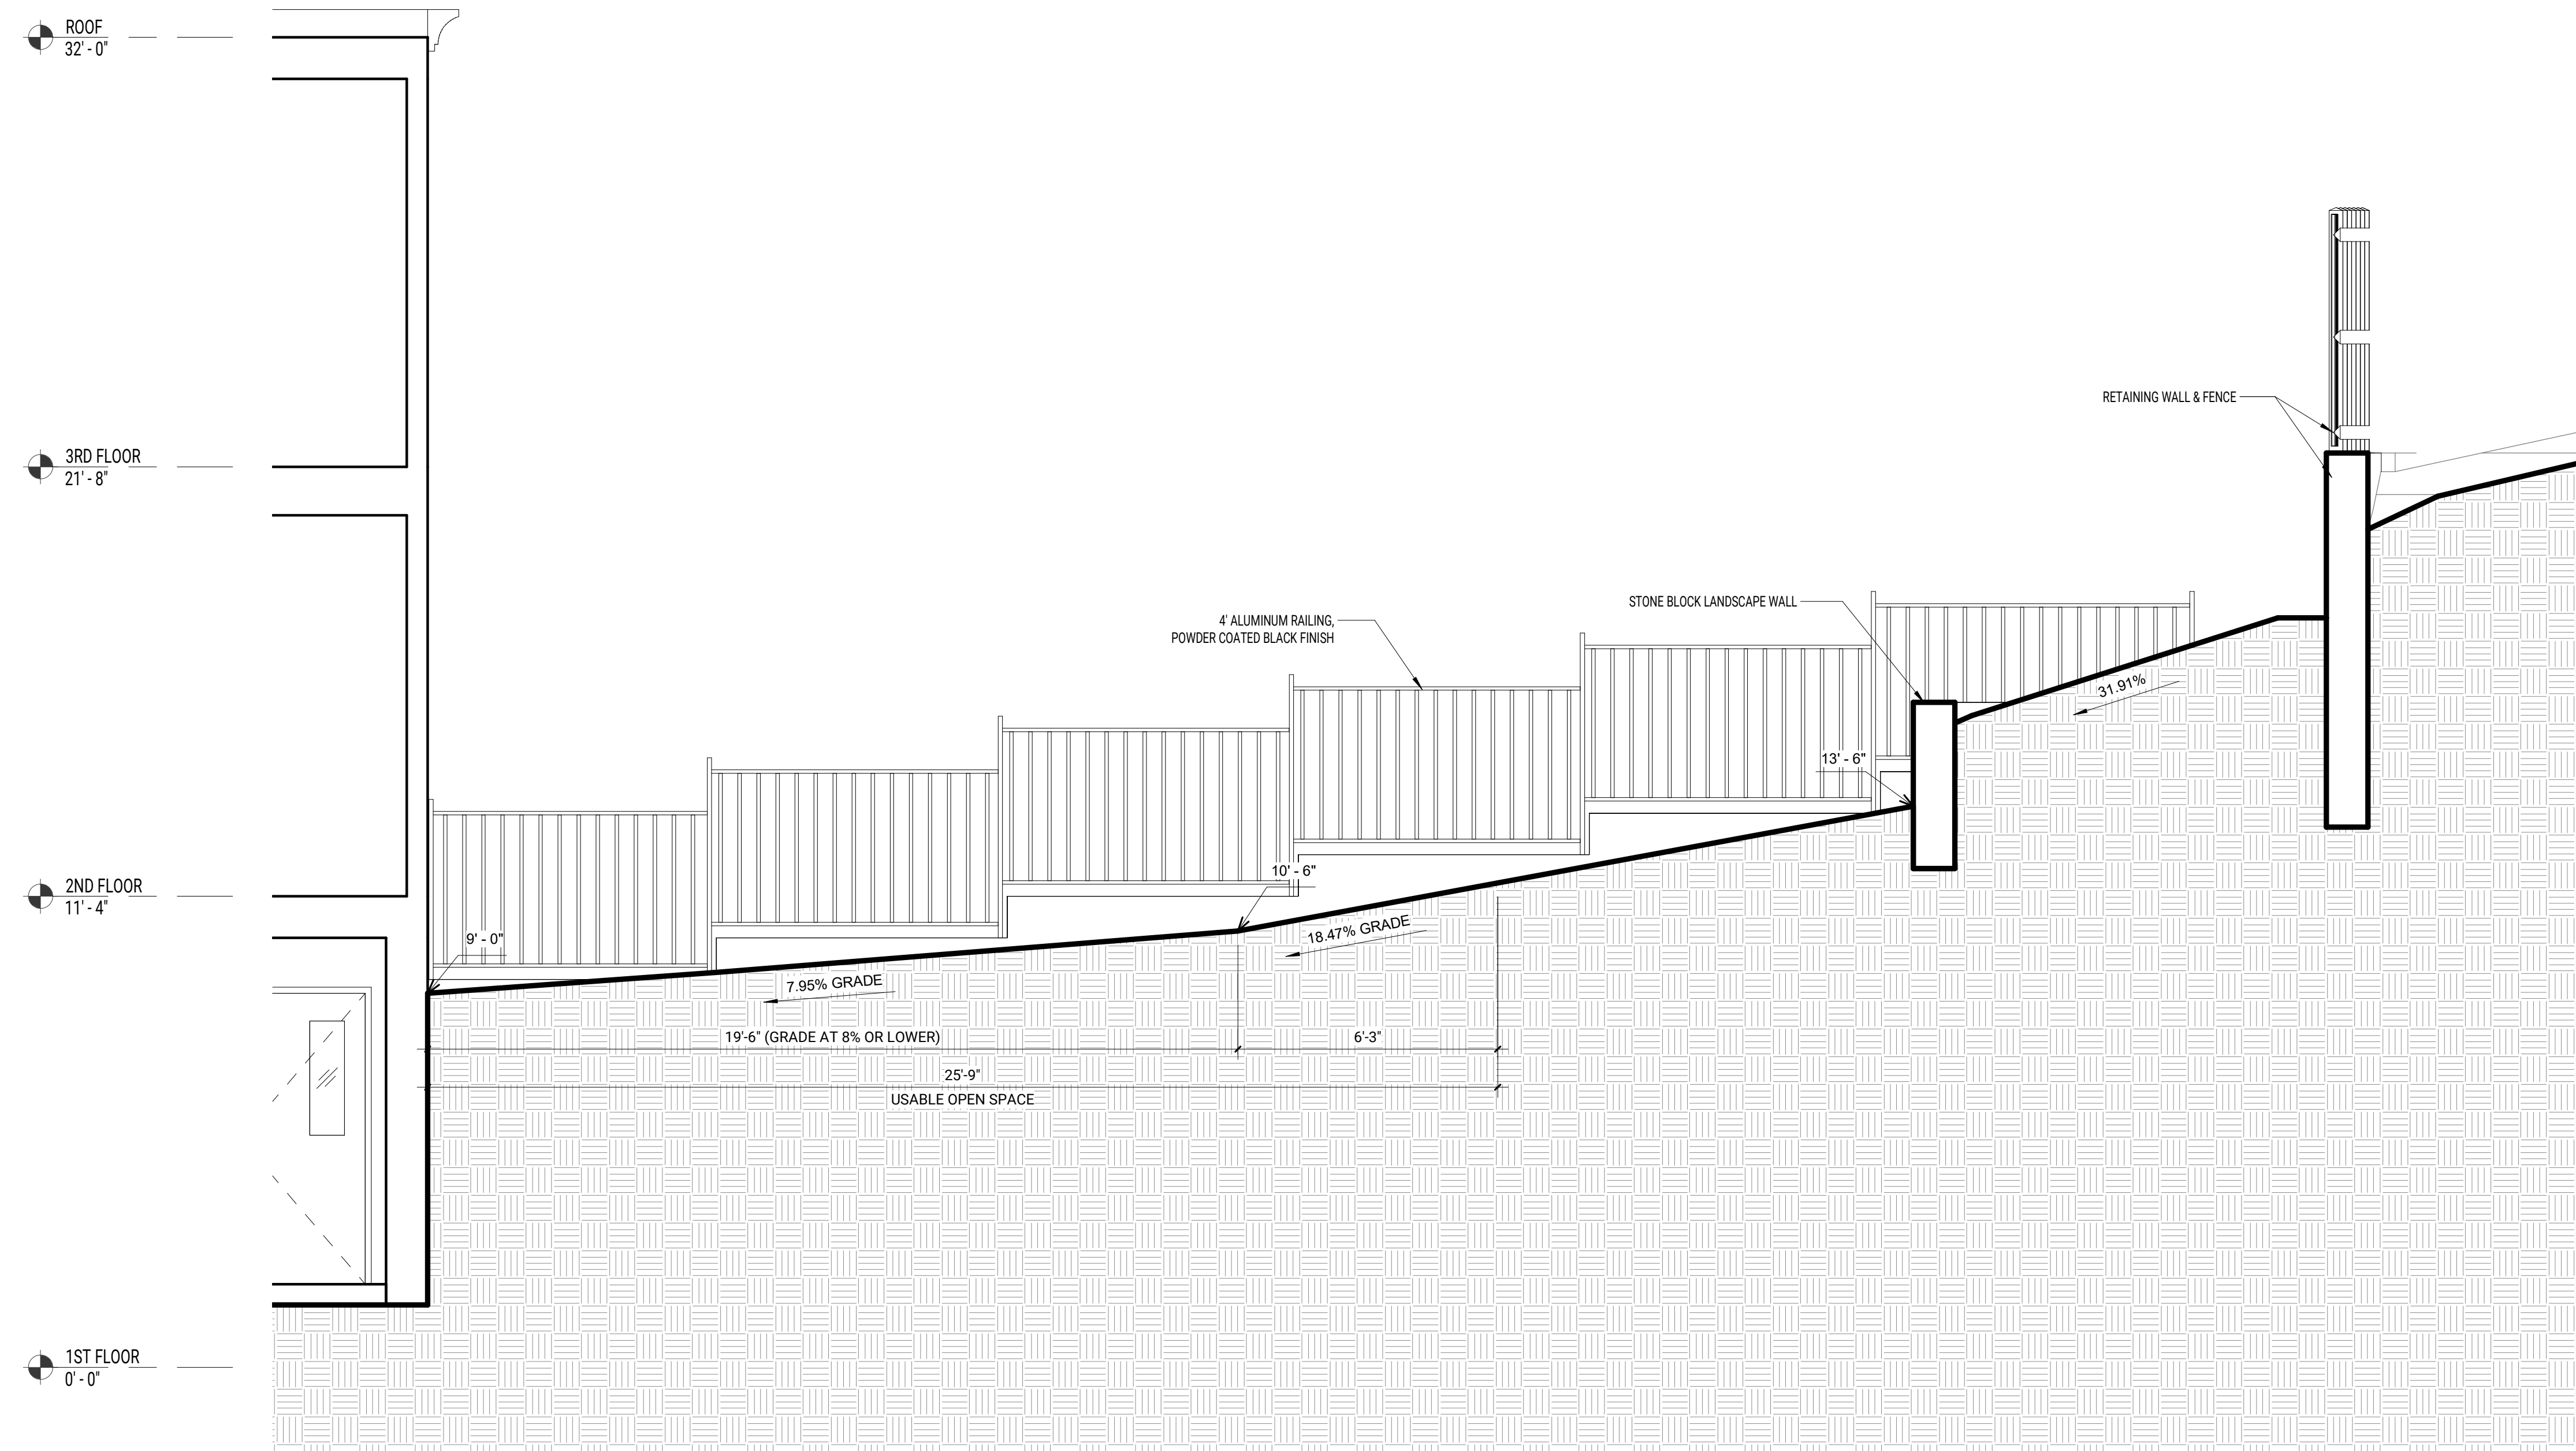 ROOF
32' - 0"
3RD FLOOR
21' - 8"
RETAINING WALL & FENCE
STONE BLOCK LANDSCAPE WALL
4' ALUMINUM RAILING,
POWDER COATED BLACK FINISH
31.91%
13' - 6"
10' - 6"
2ND FLOOR
11' - 4"
18.47% GRADE
9' - 0"
7.95% GRADE
19'-6" (GRADE AT 8% OR LOWER)
6'-3"
25'-9"
USABLE OPEN SPACE
1ST FLOOR
0' - 0"